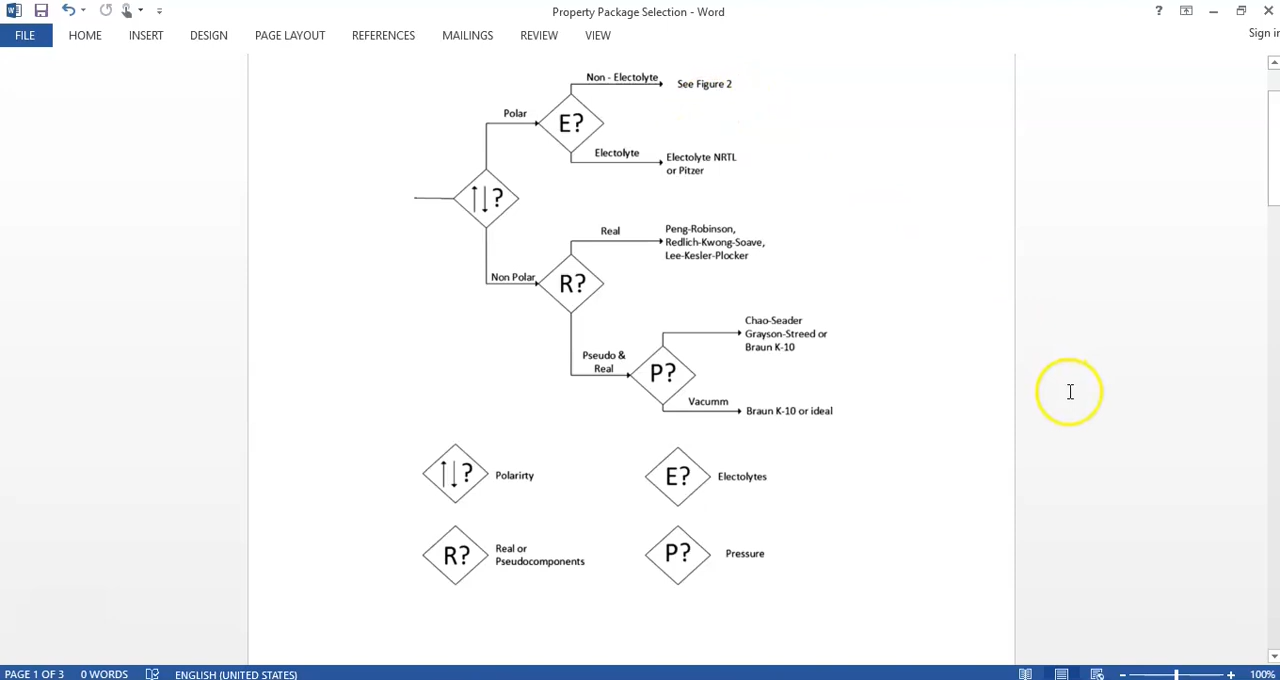 Property Package Selection - Word
?
Sign in
FILE HOME INSERT DESIGN PAGE LAYOUT REFERENCES MAILINGS REVIEW VIEW
Non - Electolyte
See Figure 2
Polar
E?
Electolyte
Electolyte NRTL
or Pitzer
↑↓?
Real
Peng-Robinson,
Redlich-Kwong-Soave,
Lee-Kesler-Plocker
Non Polar
R?
Chao-Seader
Grayson-Streed or
Braun K-10
Pseudo &
Real
P?
Vacumm
Braun K-10 or ideal
↑↓?
Polarirty
E?
Electolytes
R?
Real or
Pseudocomponents
P?
Pressure
PAGE 1 OF 3 0 WORDS ENGLISH (UNITED STATES) 100%